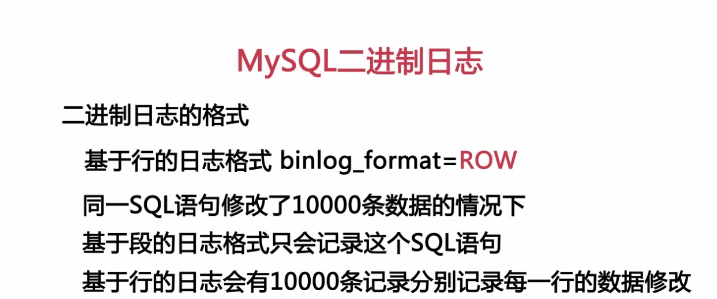 MySQL二进制日志
二进制日志的格式
基于行的日志格式 binlog_format=ROW
同一SQL语句修改了10000条数据的情况下
基于段的日志格式只会记录这个SQL语句
基于行的日志会有10000条记录分别记录每一行的数据修改